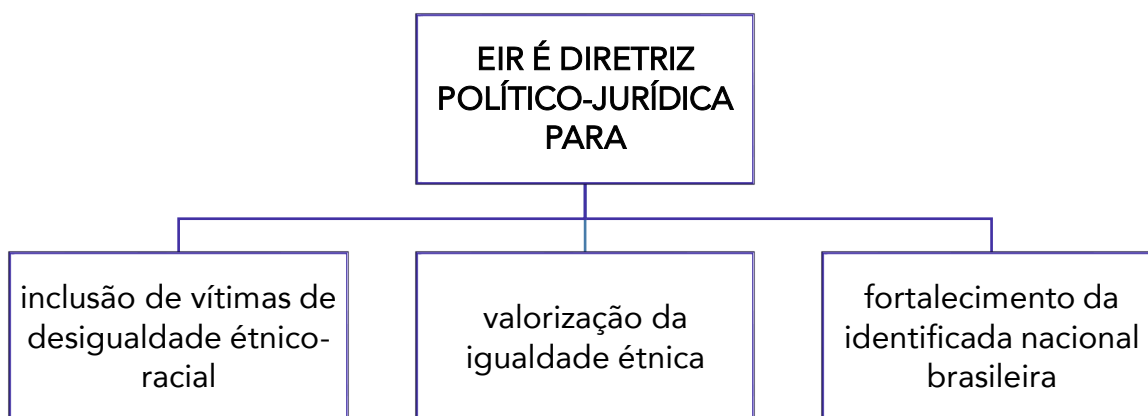 EIR É DIRETRIZ
POLÍTICO-JURÍDICA
PARA
inclusão de vítimas de
desigualdade étnico-
racial
valorização da
igualdade étnica
fortalecimento da
identificada nacional
brasileira